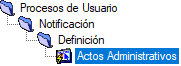 Procesos de Usuario
Notificación
Definición
Actos Administrativos